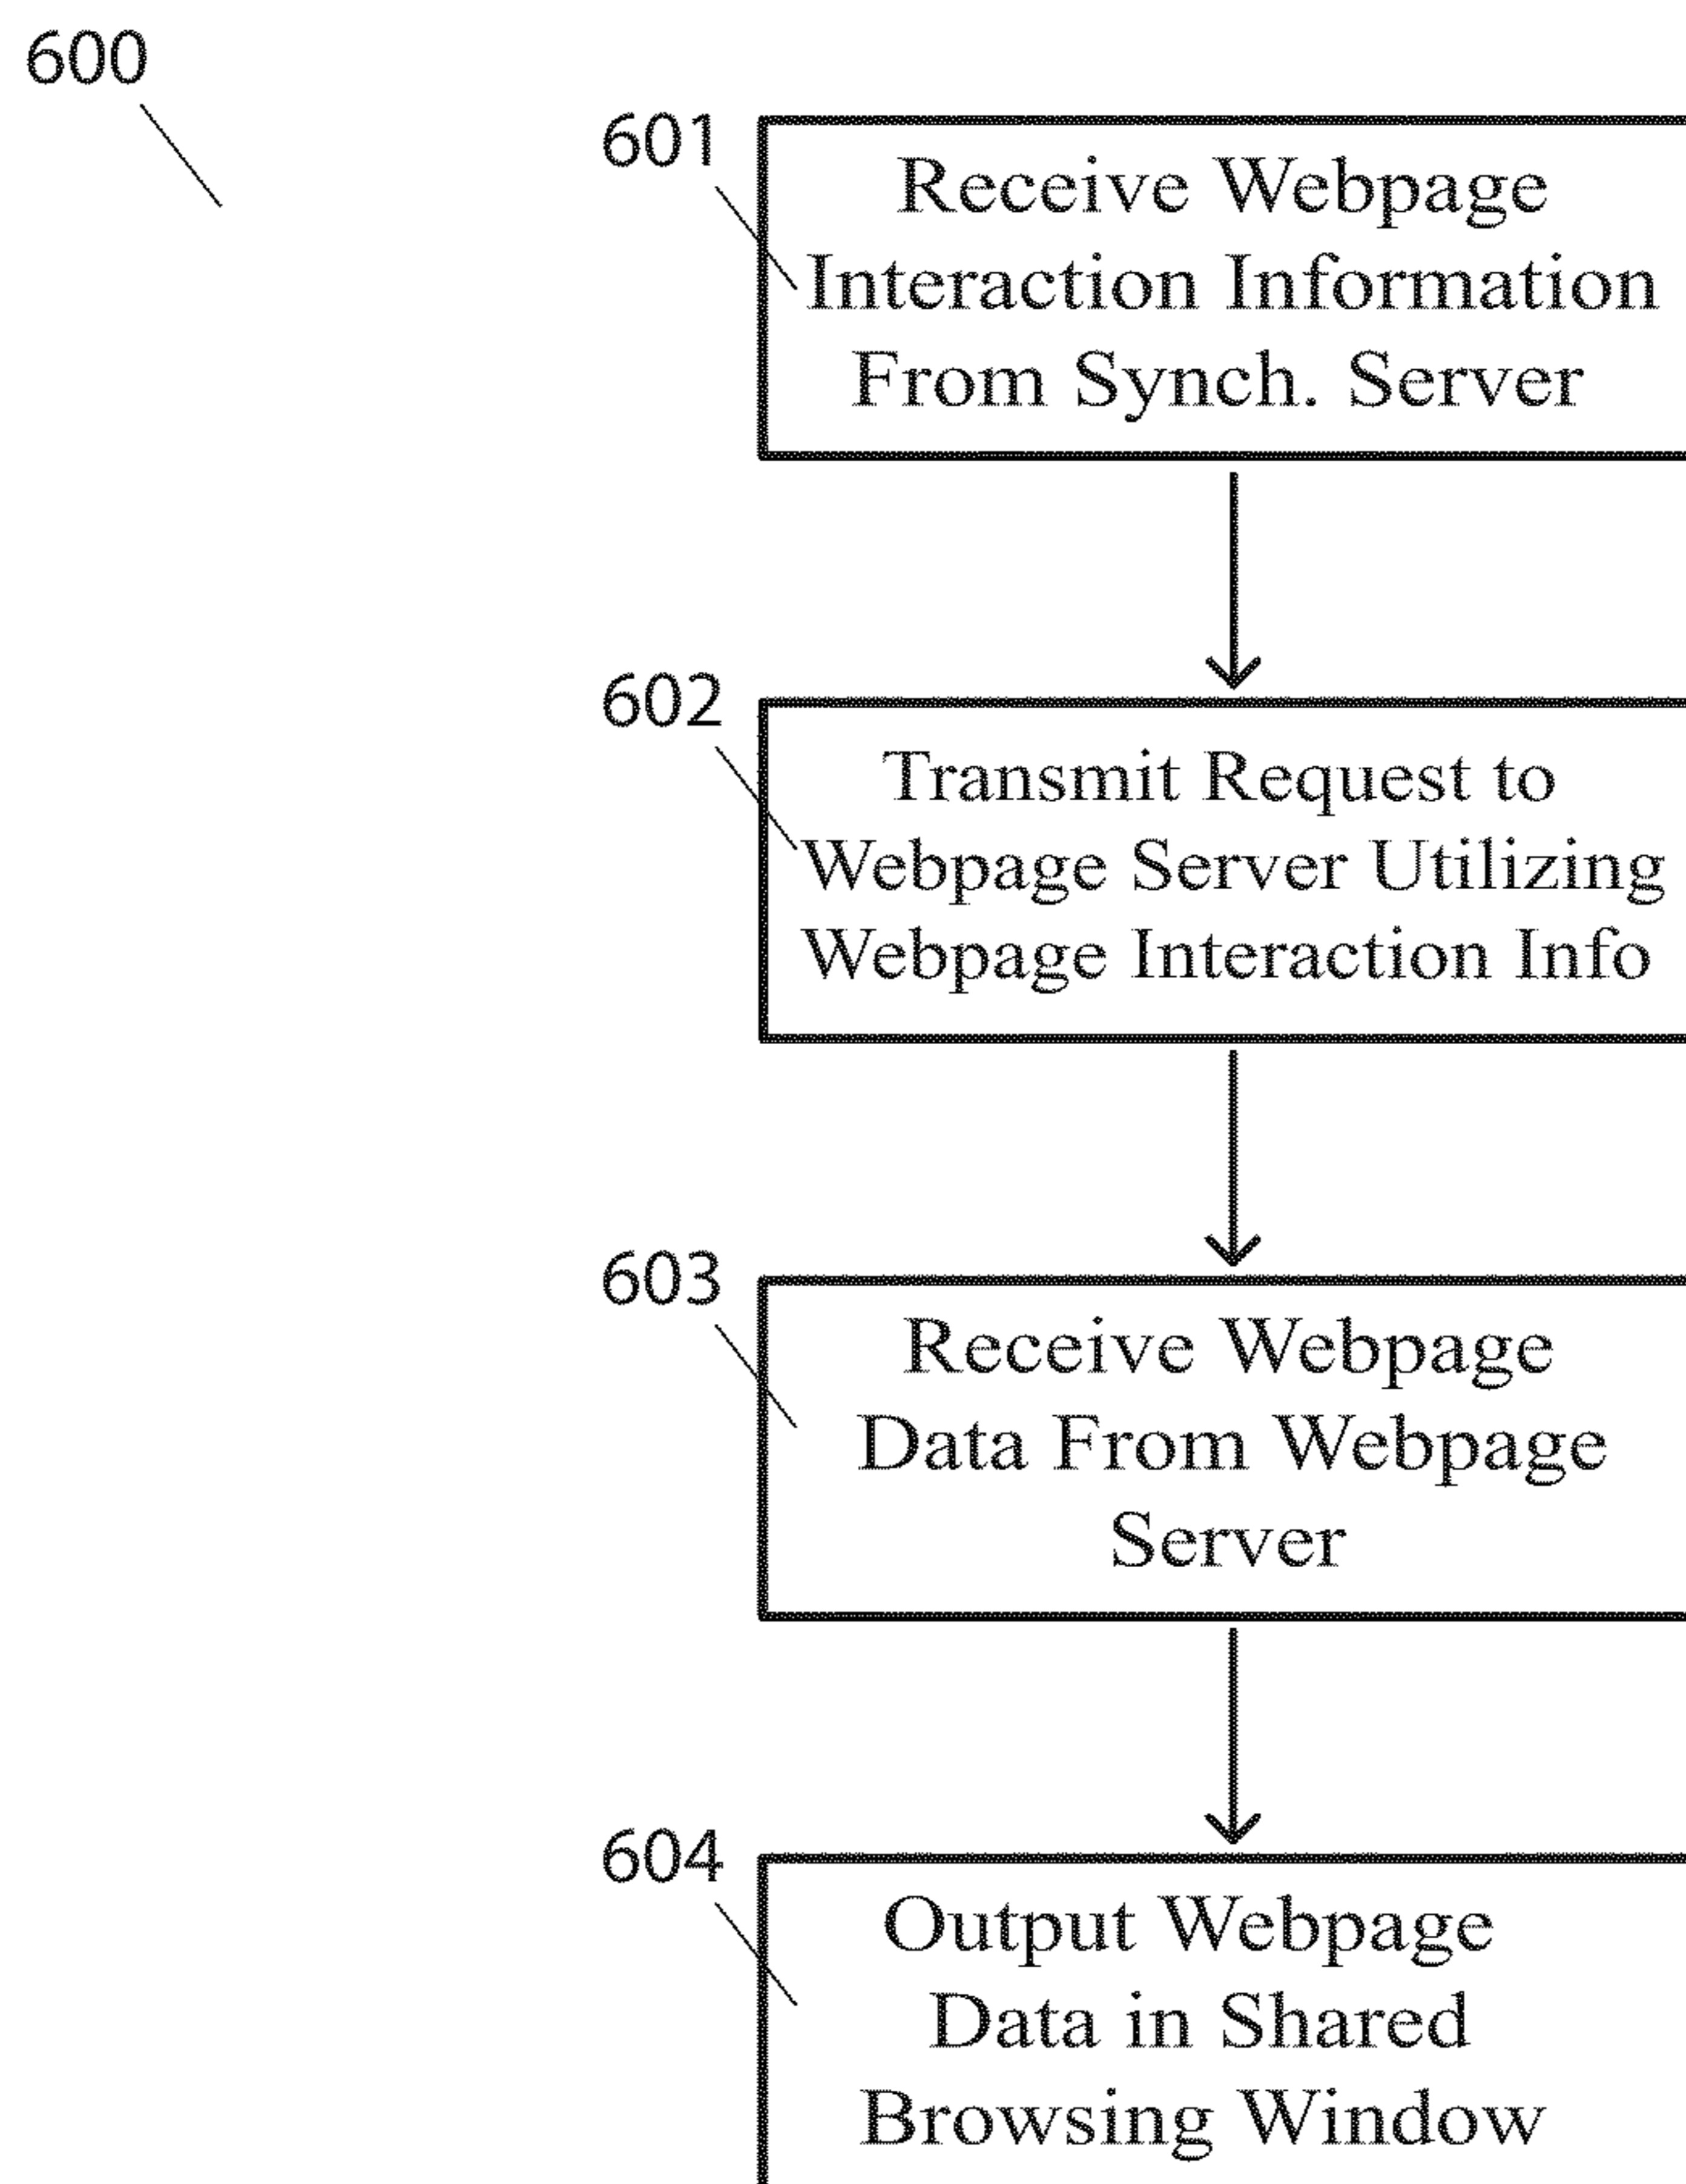 600
601
Receive Webpage
Interaction Information
From Synch. Server
602
Transmit Request to
Webpage Server Utilizing
Webpage Interaction Info
603
Receive Webpage
Data From Webpage
Server
604
Output Webpage
Data in Shared
Browsing Window